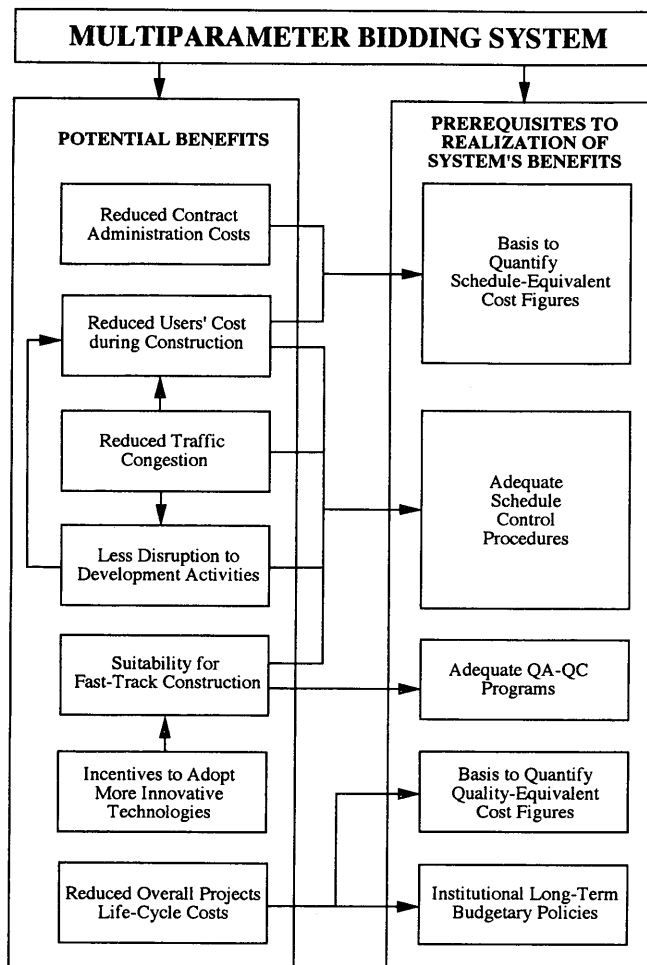 MULTIPARAMETER BIDDING SYSTEM
POTENTIAL BENEFITS
Reduced Contract
Administration Costs
Reduced Users' Cost
during Construction
Reduced Traffic
Congestion
Less Disruption to
Development Activities
Suitability for
Fast-Track Construction
Incentives to Adopt
More Innovative
Technologies
Reduced Overall Projects
Life-Cycle Costs
PREREQUISITES TO
REALIZATION OF
SYSTEM'S BENEFITS
Basis to
Quantify
Schedule-Equivalent
Cost Figures
Adequate
Schedule
Control
Procedures
Adequate QA-QC
Programs
Basis to Quantify
Quality-Equivalent
Cost Figures
Institutional Long-Term
Budgetary Policies